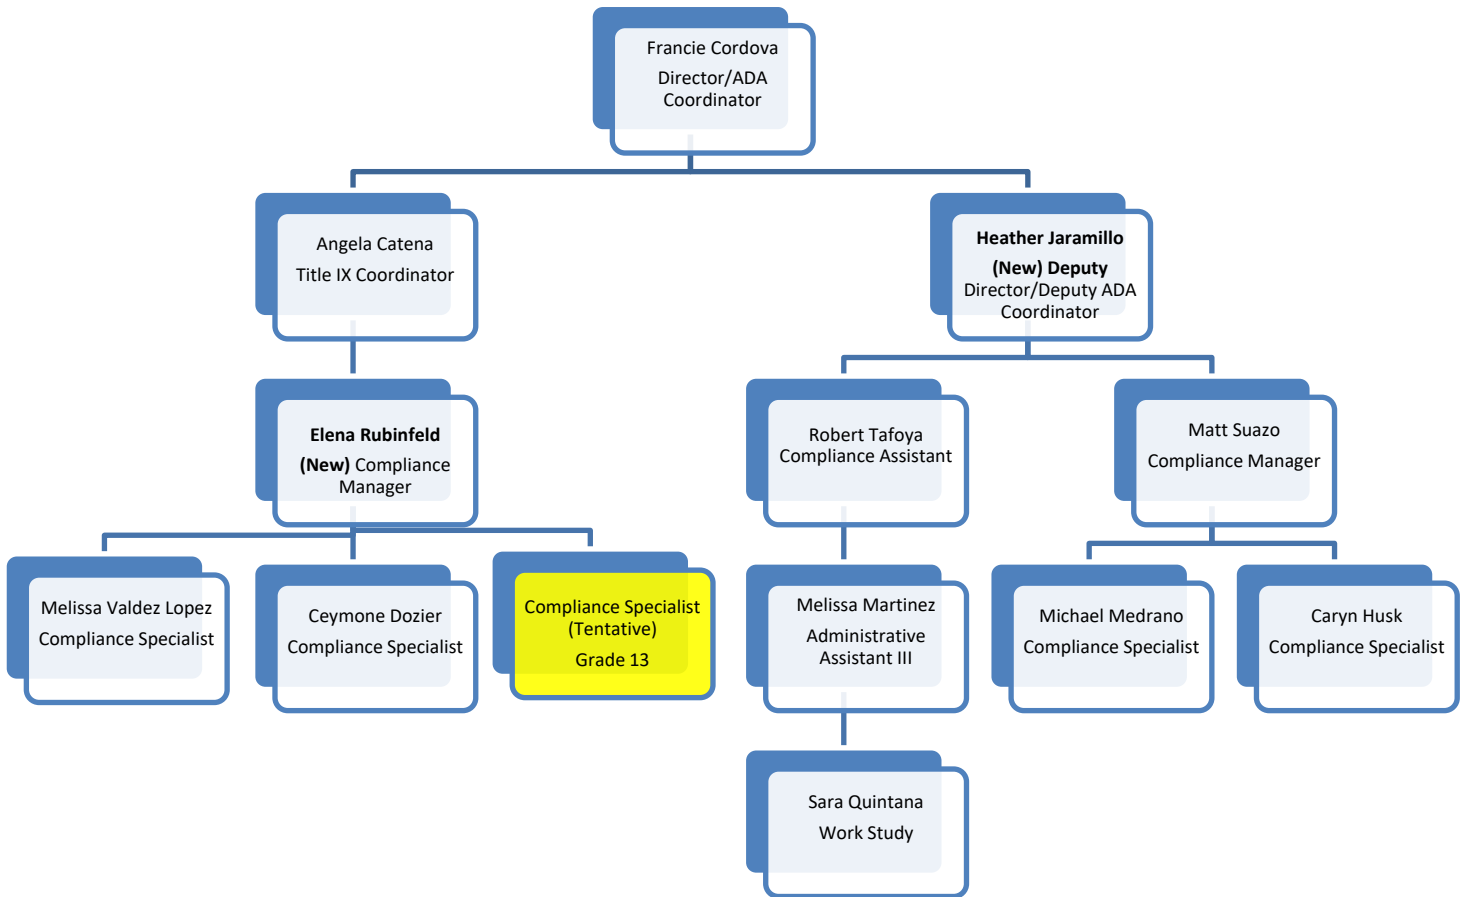 Francie Cordova
Director/ADA
Coordinator
Angela Catena
Title IX Coordinator
Heather Jaramillo
(New) Deputy
Director/Deputy ADA
Coordinator
Elena Rubinfeld
(New) Compliance
Manager
Robert Tafoya
Compliance Assistant
Matt Suazo
Compliance Manager
Melissa Valdez Lopez
Compliance Specialist
Ceymone Dozier
Compliance Specialist
Compliance Specialist
(Tentative)
Grade 13
Melissa Martinez
Administrative
Assistant III
Michael Medrano
Compliance Specialist
Caryn Husk
Compliance Specialist
Sara Quintana
Work Study